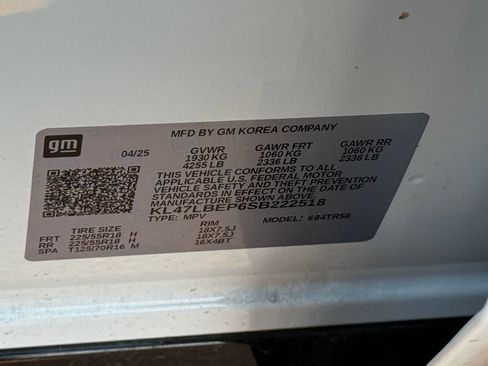 gm
MFD BY GM KOREA COMPANY
04/25 GVWR GAWR FRT GAWR RR
1930 KG 1060 KG 1060 KG
4255 LB 2336 LB 2336 LB
THIS VEHICLE CONFORMS TO ALL
APPLICABLE U.S. FEDERAL MOTOR
VEHICLE SAFETY AND THEFT PREVENTION
STANDARDS IN EFFECT ON THE DATE OF
MANUFACTURE SHOWN ABOVE.
KL47LBEP6SB222518
TYPE: MPV MODEL: 684TR58
TIRE SIZE RIM
FRT 225/55R18 H 18X7.5J
RR 225/55R18 H 18X7.5J
SPA T125/70R16 M 16X4BT